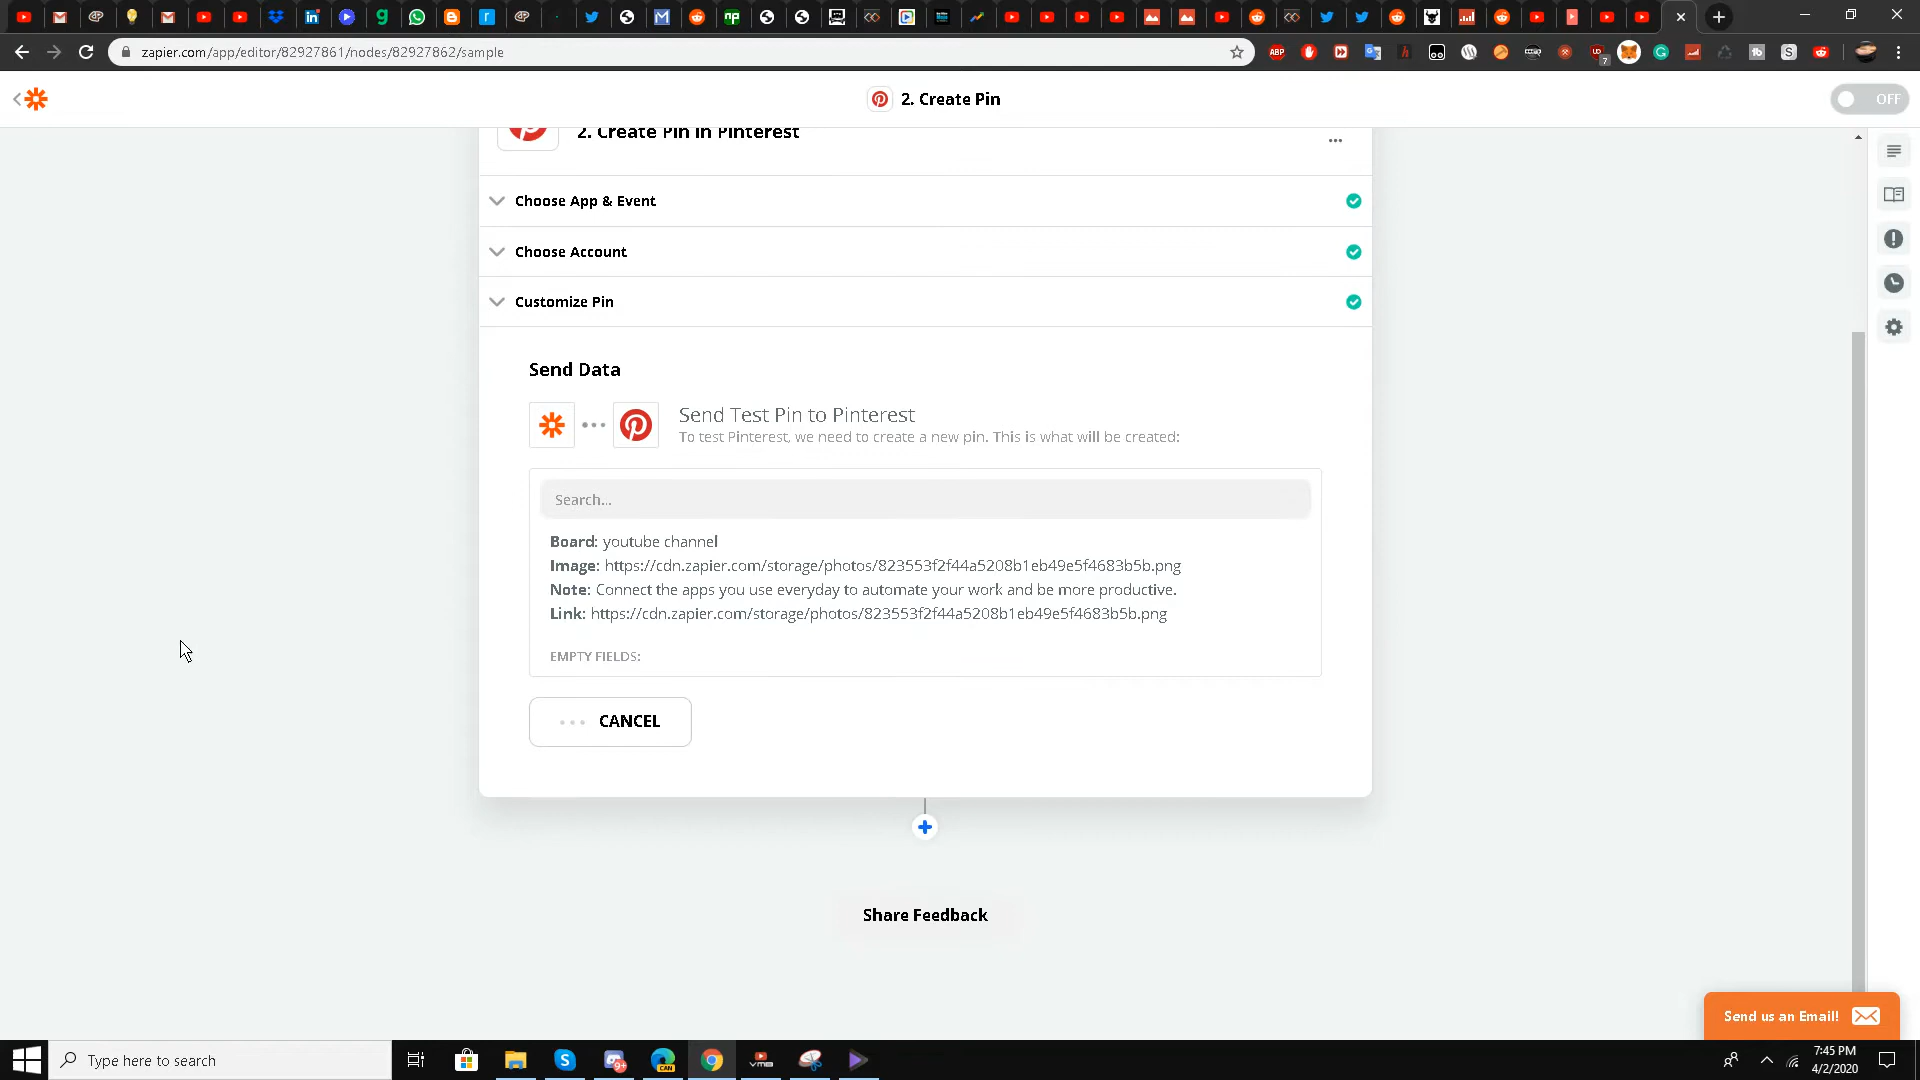 zapier.com/app/editor/82927861/nodes/82927862/sample
2. Create Pin
OFF
2. Create Pin in Pinterest
Choose App & Event
Choose Account
Customize Pin
Send Data
Send Test Pin to Pinterest
To test Pinterest, we need to create a new pin. This is what will be created:
Search...
Board: youtube channel
Image: https://cdn.zapier.com/storage/photos/823553f2f44a5208b1eb49e5f4683b5b.png
Note: Connect the apps you use everyday to automate your work and be more productive.
Link: https://cdn.zapier.com/storage/photos/823553f2f44a5208b1eb49e5f4683b5b.png
EMPTY FIELDS:
CANCEL
Share Feedback
Send us an Email!
Type here to search
7:45 PM
4/2/2020